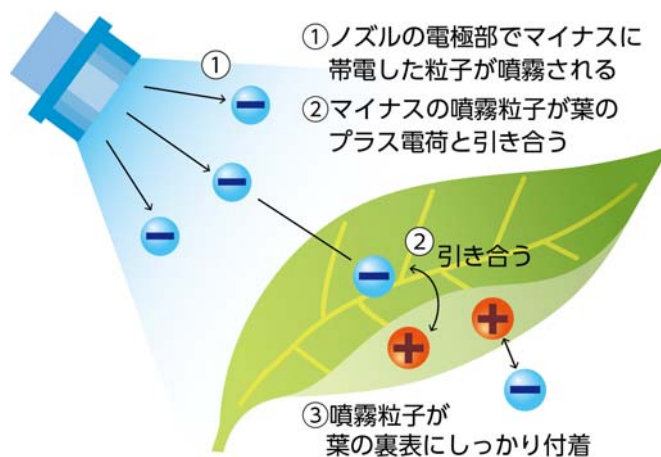 ①ノズルの電極部でマイナスに
帯電した粒子が噴霧される
①
②マイナスの噴霧粒子が葉の
プラス電荷と引き合う
②
引き合う
③噴霧粒子が
葉の裏表にしっかり付着